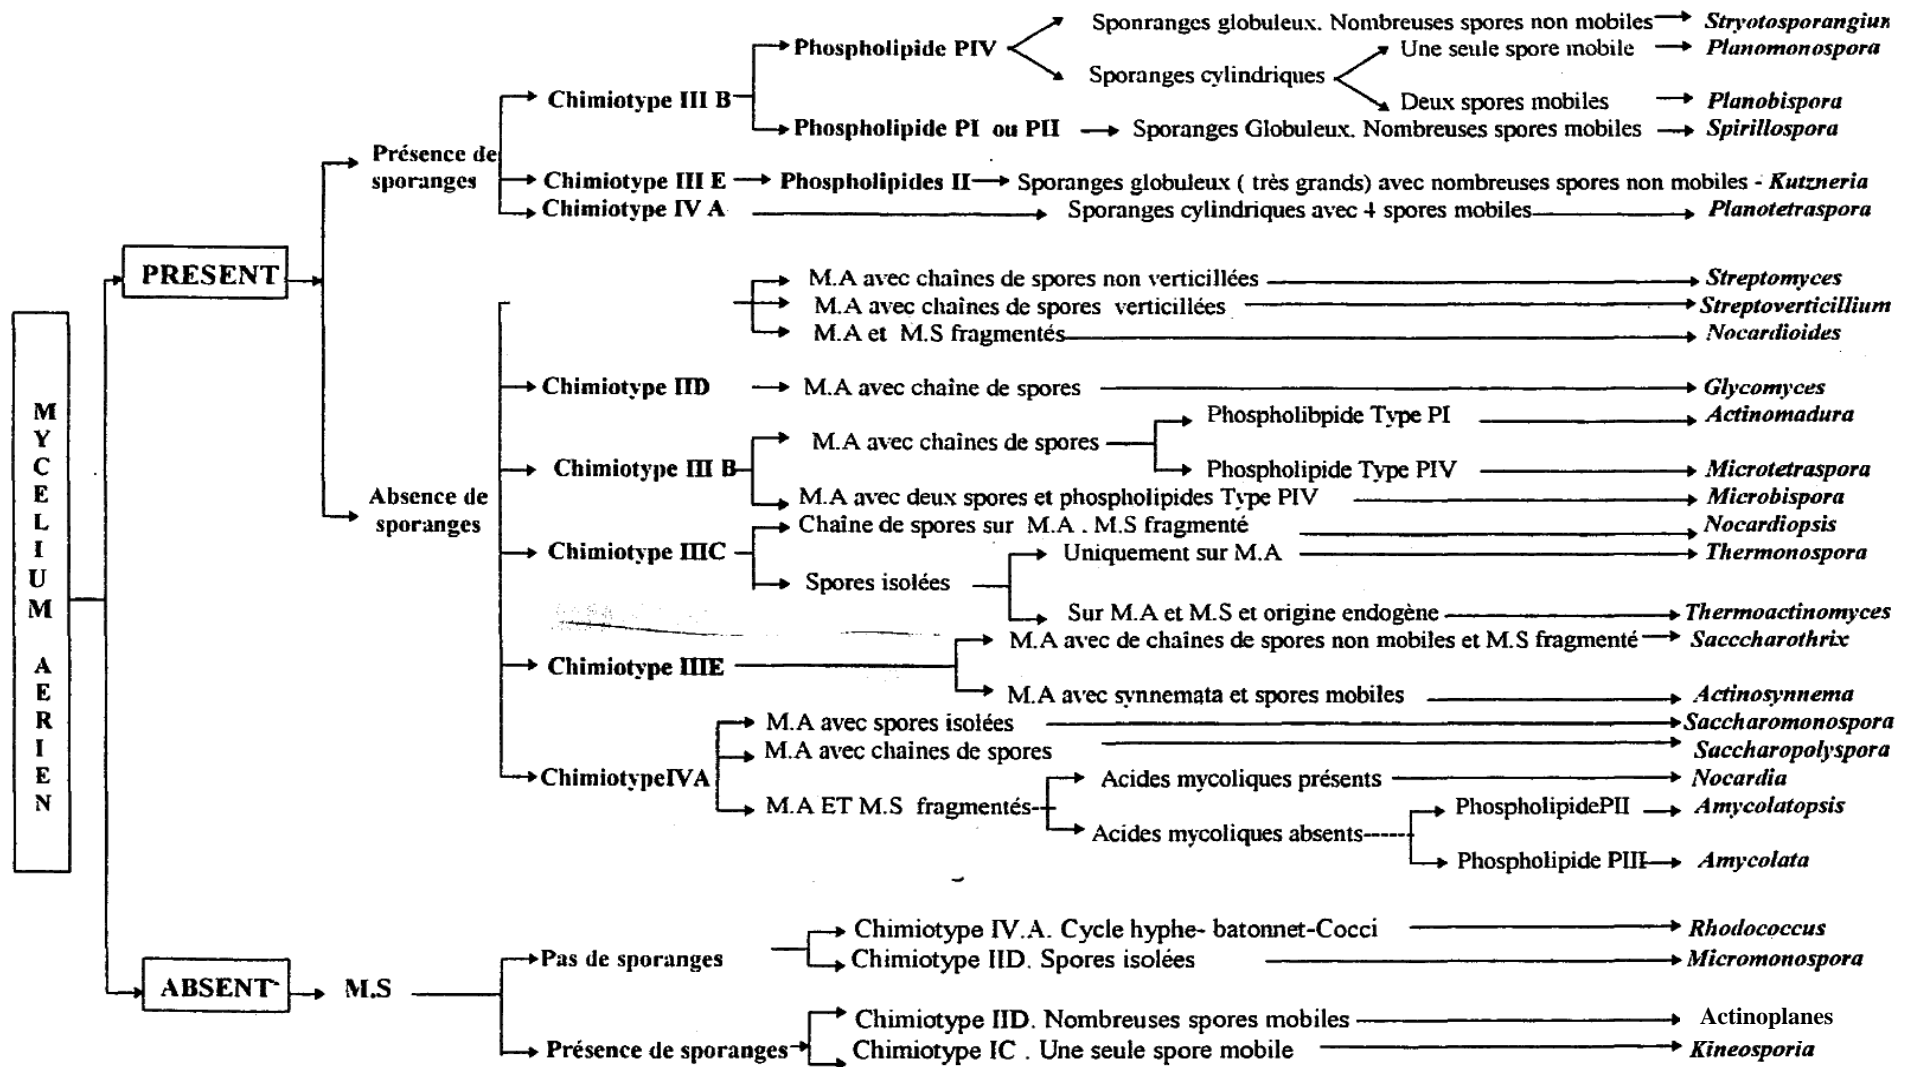 MYCELIUM AERIEN
PRESENT
Présence de
sporanges
Chimiotype III B
Phospholipide PIV
Sponranges globuleux. Nombreuses spores non mobiles
Stryotosporangiun
Sporanges cylindriques
Une seule spore mobile
Planomonospora
Deux spores mobiles
Planobispora
Phospholipide PI ou PII
Sporanges Globuleux. Nombreuses spores mobiles
Spirillospora
Chimiotype III E
Phospholipides II
Sporanges globuleux ( très grands) avec nombreuses spores non mobiles - Kutzneria
Chimiotype IV A
Sporanges cylindriques avec 4 spores mobiles
Planotetraspora
Absence de
sporanges
M.A avec chaînes de spores non verticillées
Streptomyces
M.A avec chaînes de spores verticillées
Streptoverticillium
M.A et M.S fragmentés
Nocardioides
Chimiotype IID
M.A avec chaîne de spores
Glycomyces
Chimiotype III B
M.A avec chaînes de spores
Phospholibpide Type PI
Actinomadura
Phospholipide Type PIV
Microtetraspora
M.A avec deux spores et phospholipides Type PIV
Microbispora
Chimiotype IIIC
Chaîne de spores sur M.A . M.S fragmenté
Nocardiopsis
Spores isolées
Uniquement sur M.A
Thermonospora
Sur M.A et M.S et origine endogène
Thermoactinomyces
Chimiotype IIIE
M.A avec de chaînes de spores non mobiles et M.S fragmenté
Sacccharothrix
M.A avec synnemata et spores mobiles
Actinosynnema
ChimiotypeIVA
M.A avec spores isolées
Saccharomonospora
M.A avec chaînes de spores
Saccharopolyspora
M.A ET M.S fragmentés
Acides mycoliques présents
Nocardia
Acides mycoliques absents
PhospholipidePII
Amycolatopsis
Phospholipide PIII
Amycolata
ABSENT
M.S
Pas de sporanges
Chimiotype IV.A. Cycle hyphe- batonnet-Cocci
Rhodococcus
Chimiotype IID. Spores isolées
Micromonospora
Présence de sporanges
Chimiotype IID. Nombreuses spores mobiles
Actinoplanes
Chimiotype IC . Une seule spore mobile
Kineosporia